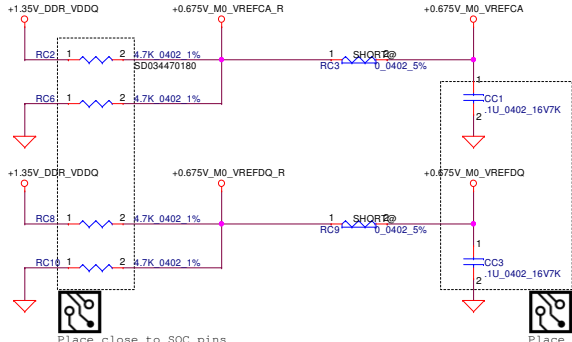 +1.35V_DDR_VDDQ +0.675V_M0_VREFCA_R +0.675V_M0_VREFCA
RC2 1 2 4.7K_0402_1% 1 SHORT@ 2
SD034470180 RC3 0_0402_5%
RC6 1 2 4.7K_0402_1% 1 CC1
2 .1U_0402_16V7K
+1.35V_DDR_VDDQ +0.675V_M0_VREFDQ_R +0.675V_M0_VREFDQ
RC8 1 2 4.7K_0402_1% 1 SHORT@ 2
RC9 0_0402_5%
RC10 1 2 4.7K_0402_1% 1 CC3
2 .1U_0402_16V7K
Place close to SOC pins Place